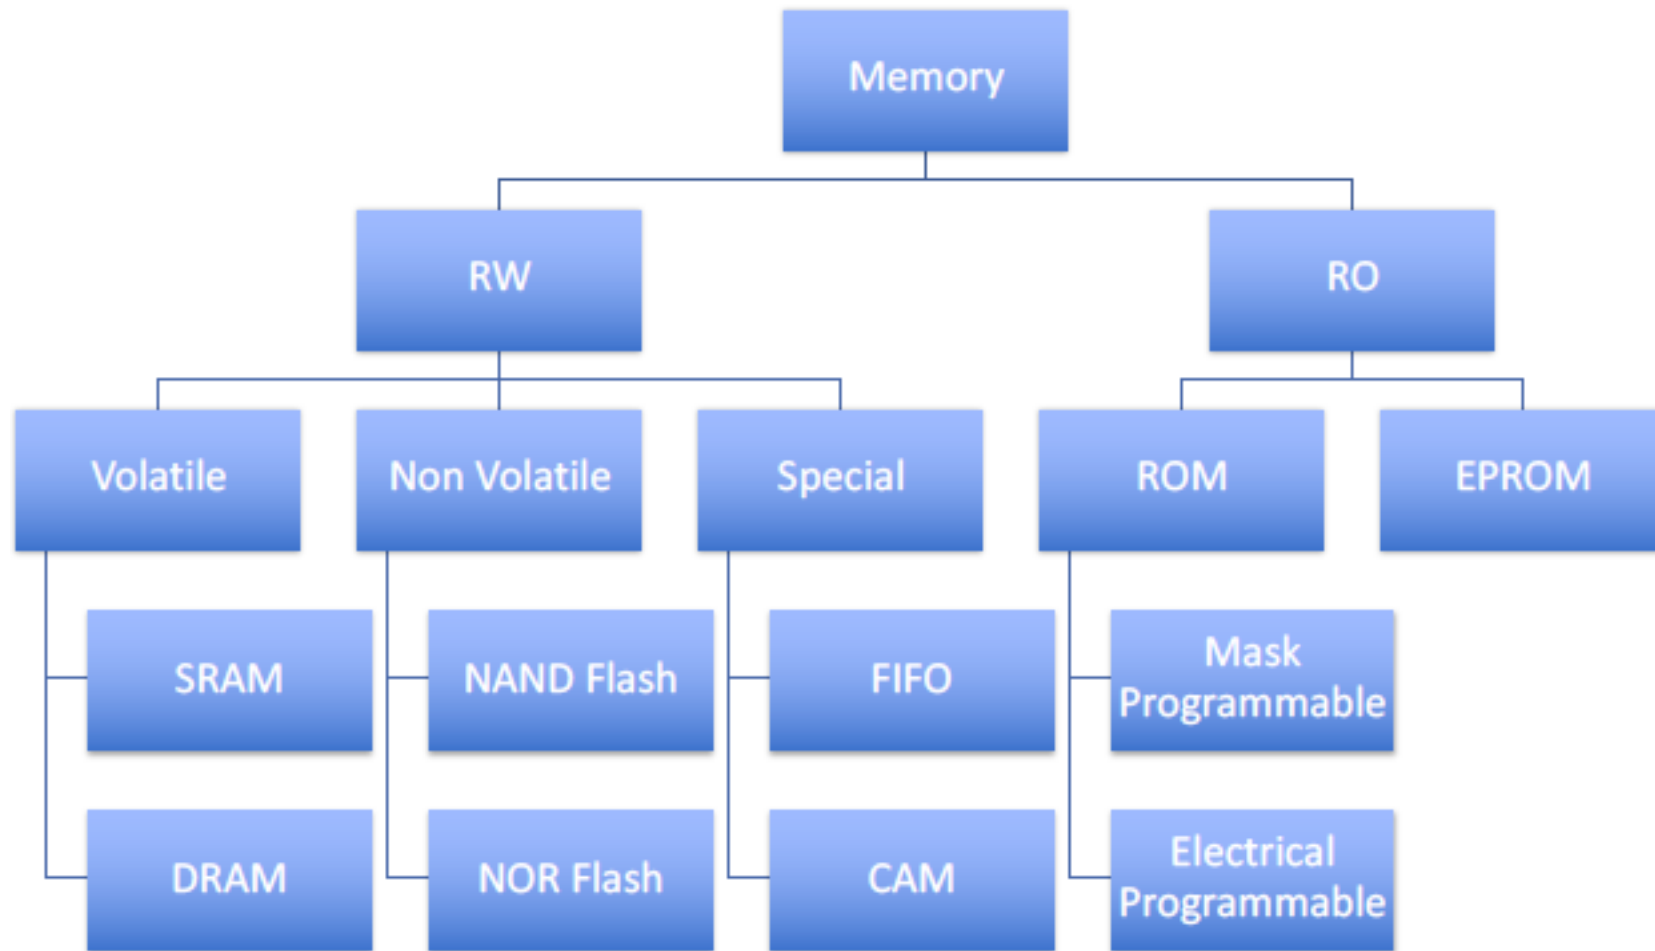 Memory
RW
RO
Volatile
Non Volatile
Special
ROM
EPROM
SRAM
NAND Flash
FIFO
Mask
Programmable
DRAM
NOR Flash
CAM
Electrical
Programmable